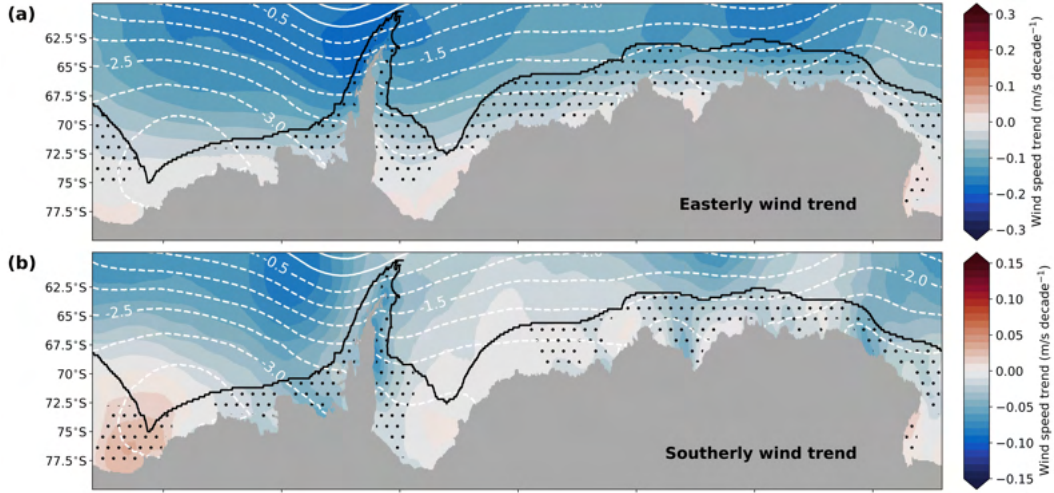 (a)
62.5°S
65°S
67.5°S
70°S
72.5°S
75°S
77.5°S
-0.5
-1.0
-1.5
-2.0
-2.5
-3.0
Easterly wind trend
0.3
0.2
0.1
0.0
−0.1
−0.2
−0.3
Wind speed trend (m/s decade⁻¹)
(b)
62.5°S
65°S
67.5°S
70°S
72.5°S
75°S
77.5°S
-0.5
-1.5
-2.0
-2.5
-3.0
Southerly wind trend
0.15
0.10
0.05
0.00
−0.05
−0.10
−0.15
Wind speed trend (m/s decade⁻¹)